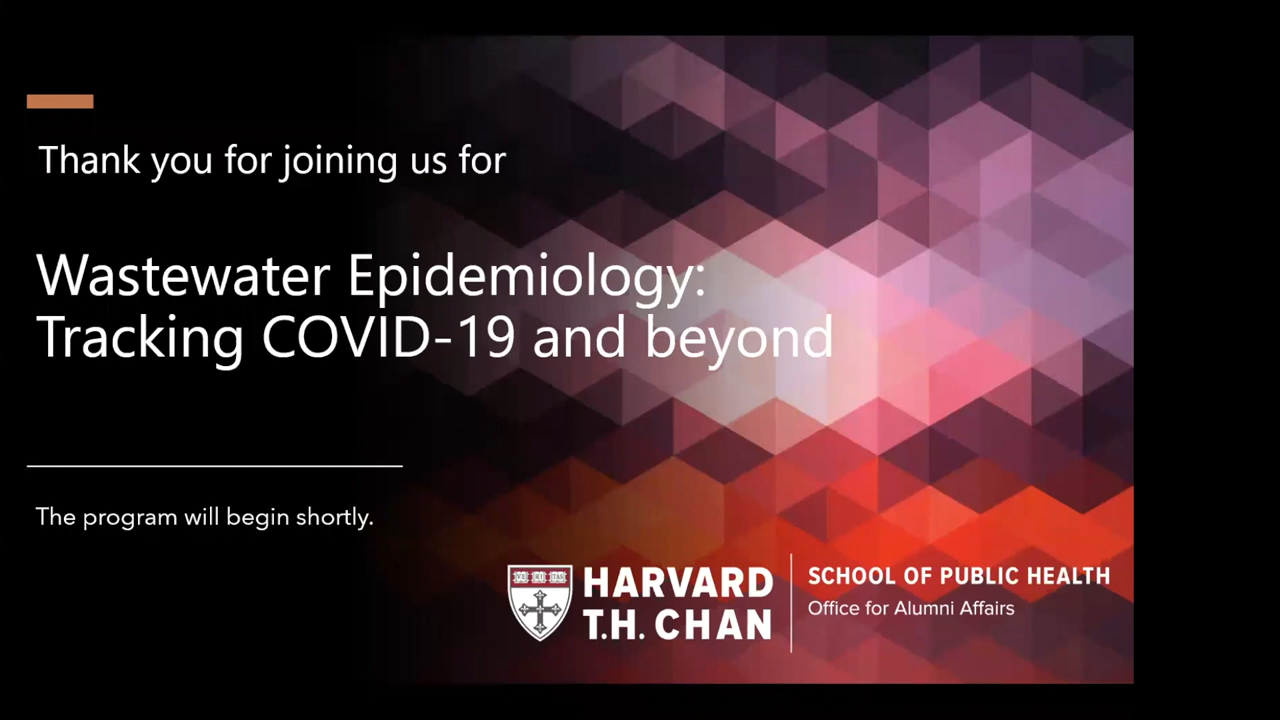 Thank you for joining us for
Wastewater Epidemiology:
Tracking COVID-19 and beyond
The program will begin shortly.
HARVARD
T.H. CHAN
SCHOOL OF PUBLIC HEALTH
Office for Alumni Affairs